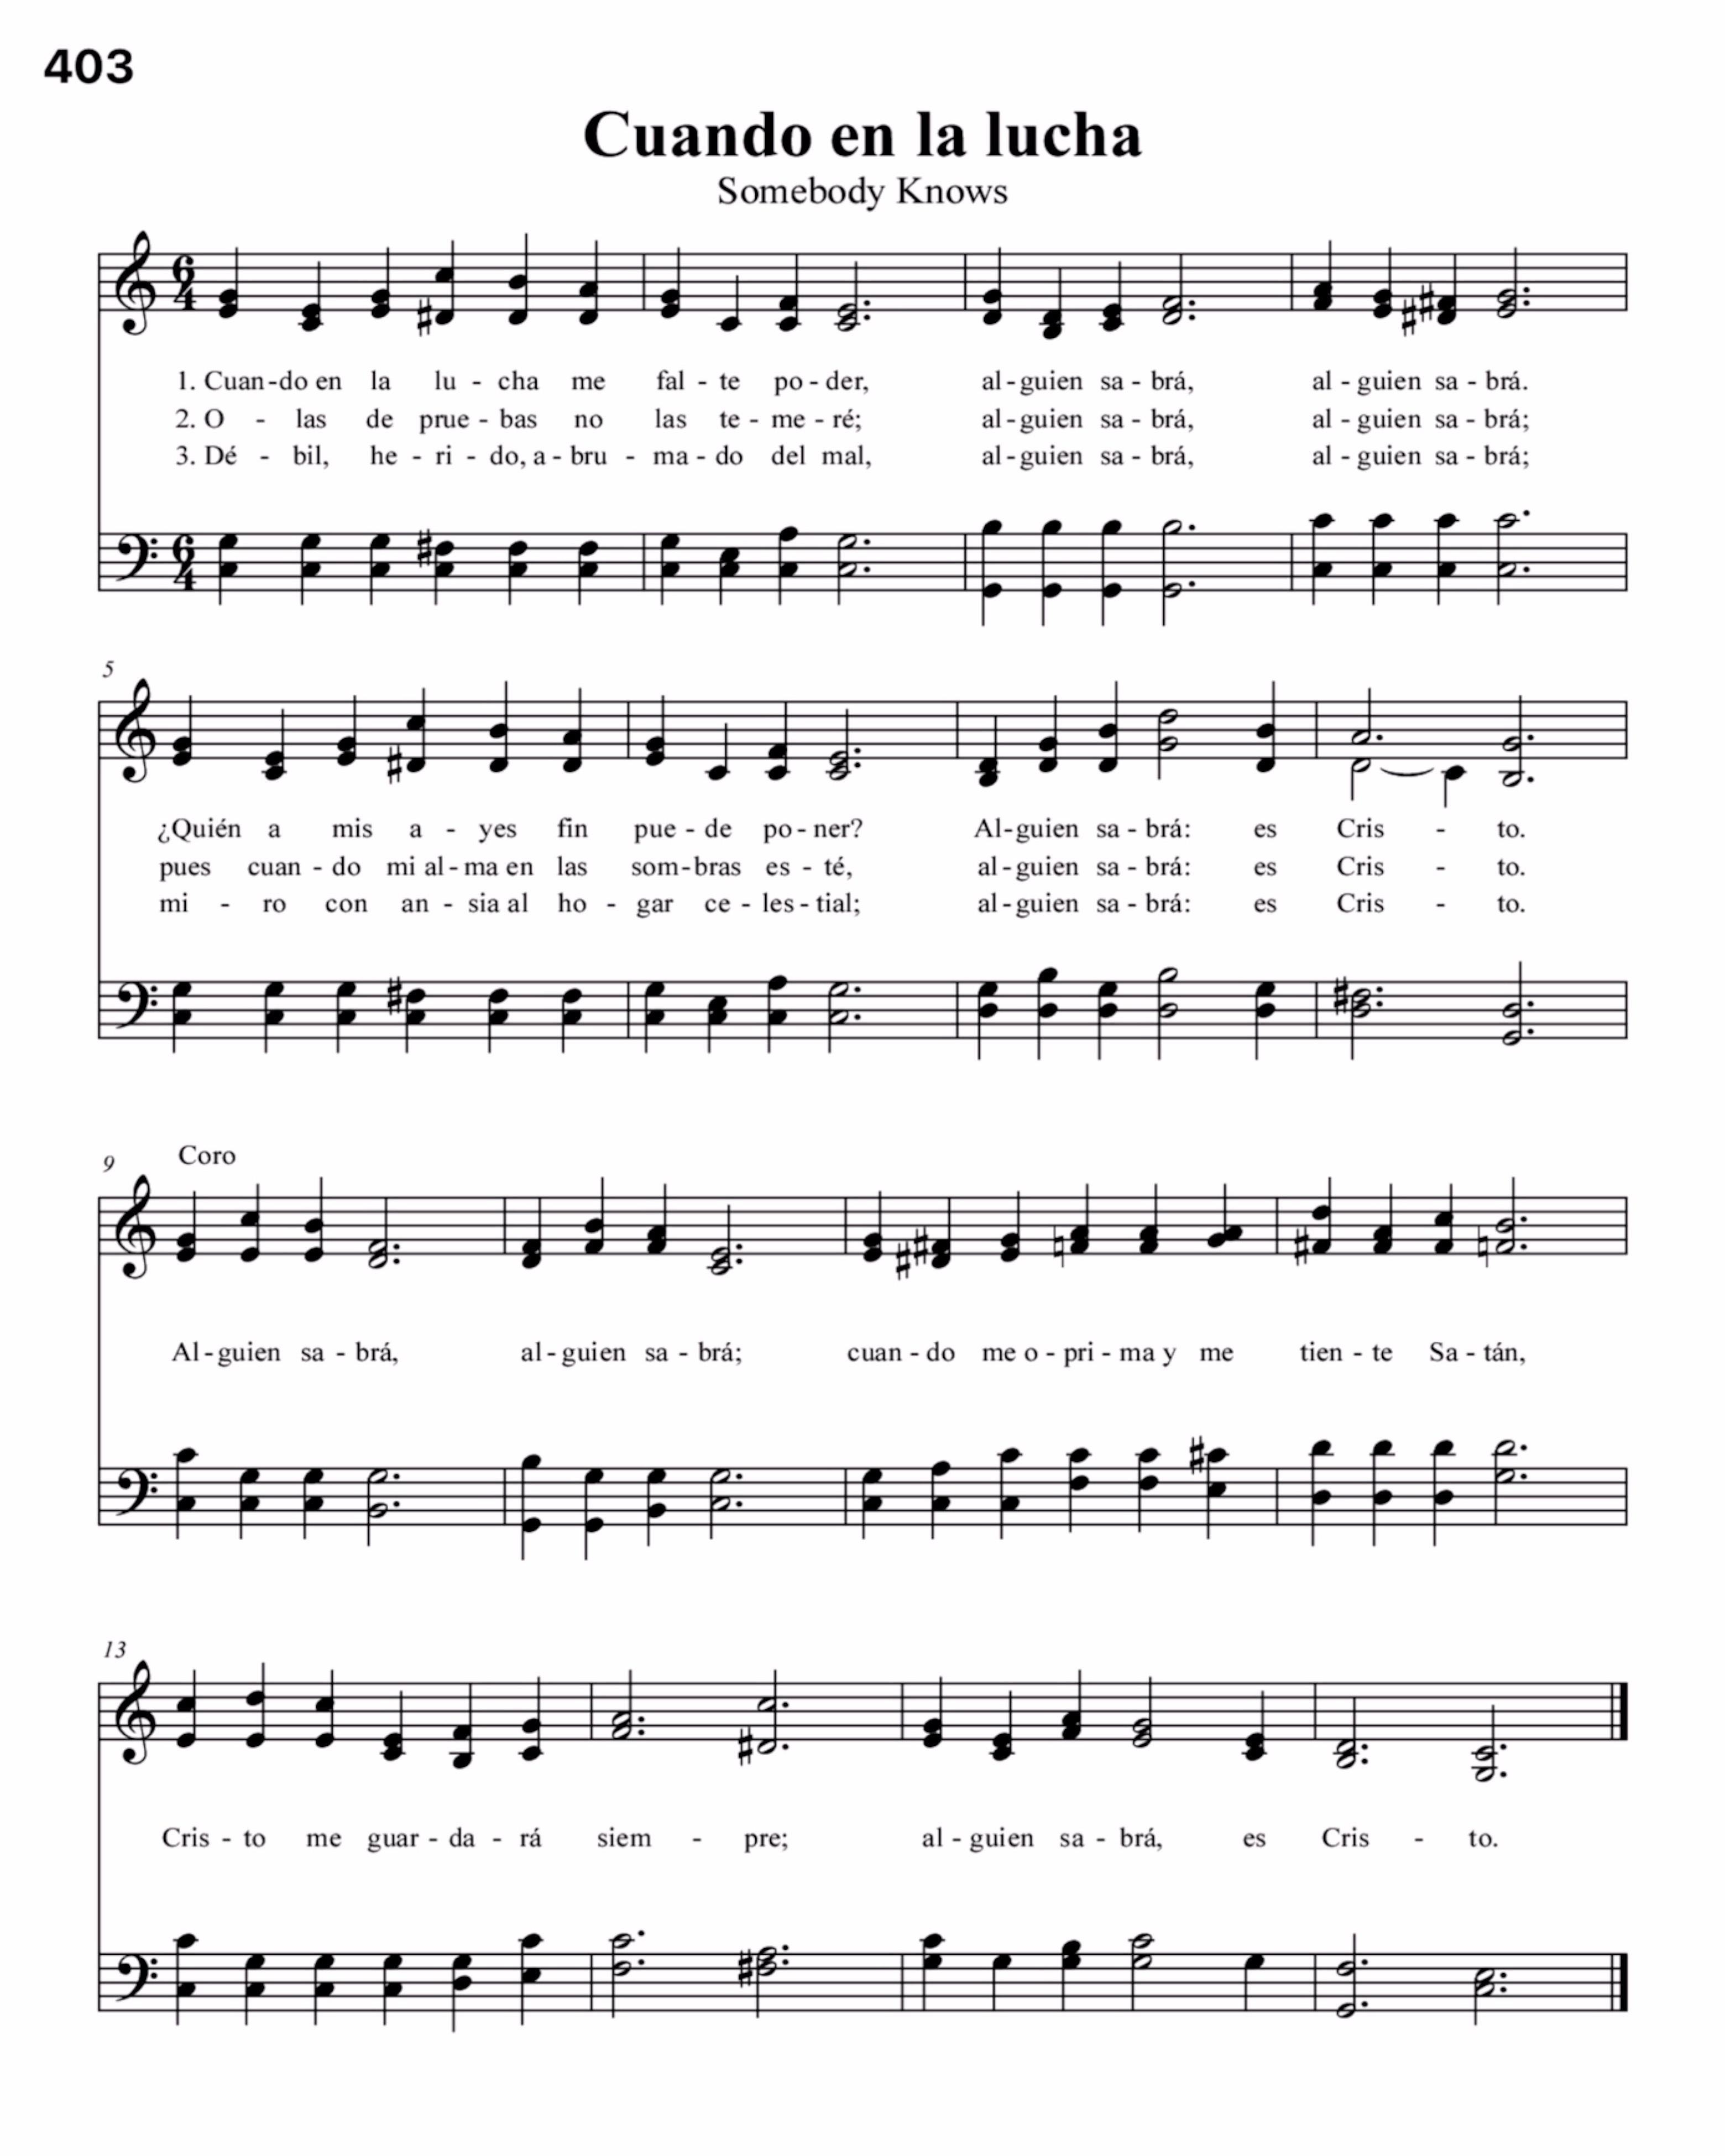 403
Cuando en la lucha
Somebody Knows
6 4
1. Cuan-do en la lu - cha me fal - te po - der, al - guien sa - brá, al - guien sa - brá.
2. O - las de prue - bas no las te - me - ré; al - guien sa - brá, al - guien sa - brá;
3. Dé - bil, he - ri - do, a - bru - ma - do del mal, al - guien sa - brá, al - guien sa - brá;
6 4
5
¿Quién a mis a - yes fin pue - de po - ner? Al - guien sa - brá: es Cris - to.
pues cuan - do mi al - ma en las som - bras es - té, al - guien sa - brá: es Cris - to.
mi - ro con an - sia al ho - gar ce - les - tial; al - guien sa - brá: es Cris - to.
9 Coro
Al - guien sa - brá, al - guien sa - brá; cuan - do me o - pri - ma y me tien - te Sa - tán,
13
Cris - to me guar - da - rá siem - pre; al - guien sa - brá, es Cris - to.